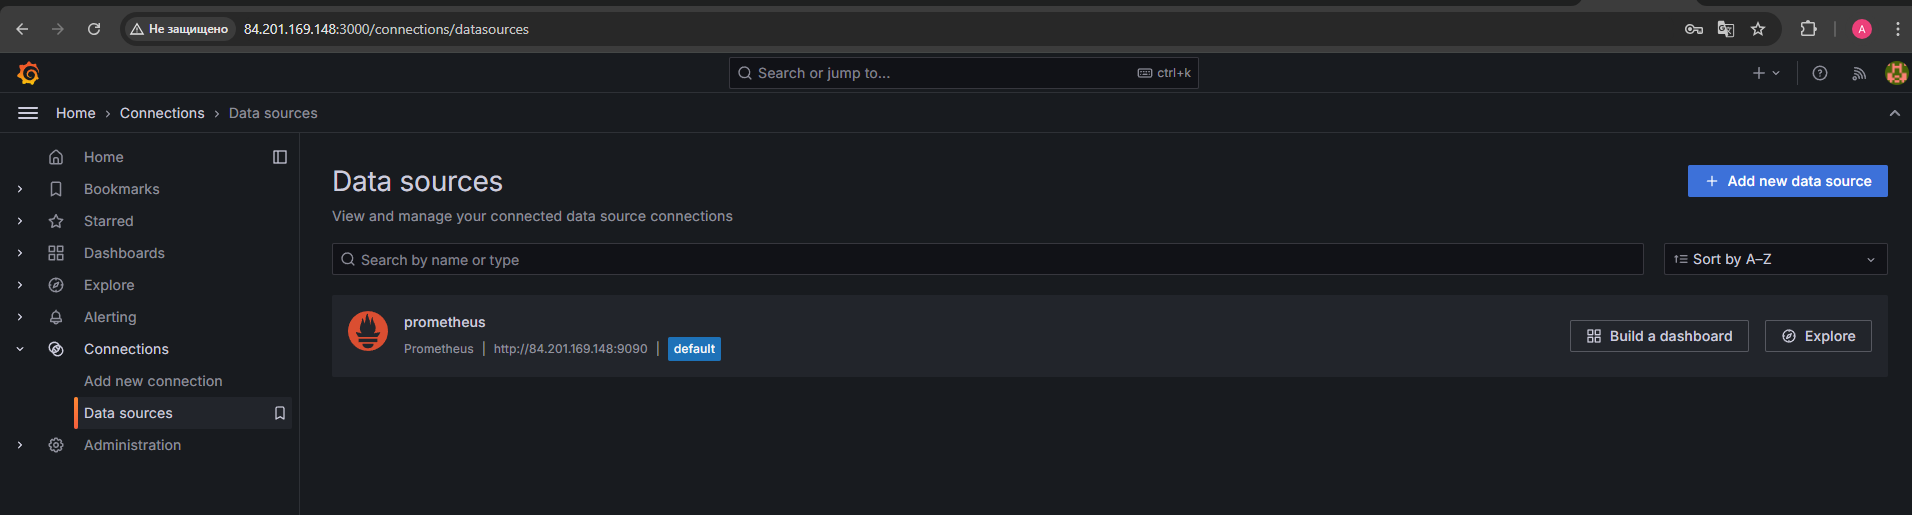 Не защищено 84.201.169.148:3000/connections/datasources A
Search or jump to... ctrl+k
Home › Connections › Data sources
Home
Bookmarks
Starred
Dashboards
Explore
Alerting
Connections
Add new connection
Data sources
Administration
Data sources
Add new data source
View and manage your connected data source connections
Search by name or type
Sort by A–Z
prometheus
Prometheus | http://84.201.169.148:9090 | default
Build a dashboard
Explore